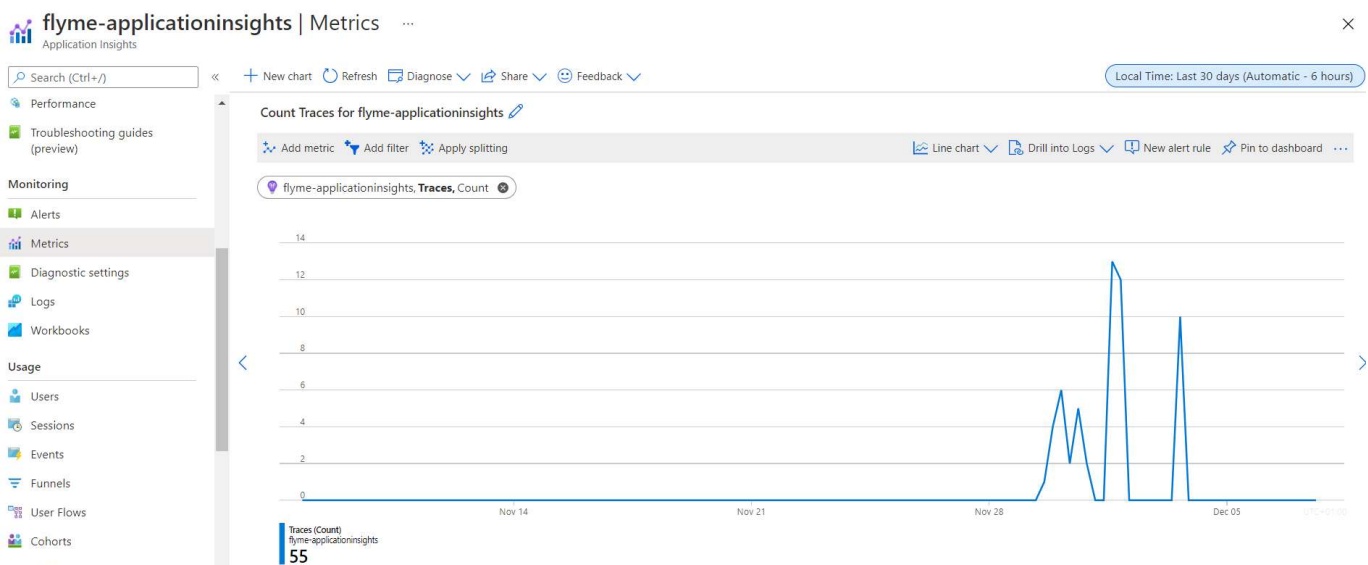 flyme-applicationinsights | Metrics ...
Application Insights
Search (Ctrl+/)
«
New chart Refresh Diagnose Share Feedback
Local Time: Last 30 days (Automatic - 6 hours)
Performance
Troubleshooting guides
(preview)
Monitoring
Alerts
Metrics
Diagnostic settings
Logs
Workbooks
Usage
Users
Sessions
Events
Funnels
User Flows
Cohorts
Count Traces for flyme-applicationinsights
Add metric Add filter Apply splitting
Line chart Drill into Logs New alert rule Pin to dashboard ...
flyme-applicationinsights, Traces, Count
14
12
10
8
6
4
2
0
Nov 14 Nov 21 Nov 28 Dec 05 UTC+01:00
Traces (Count)
flyme-applicationinsights
55